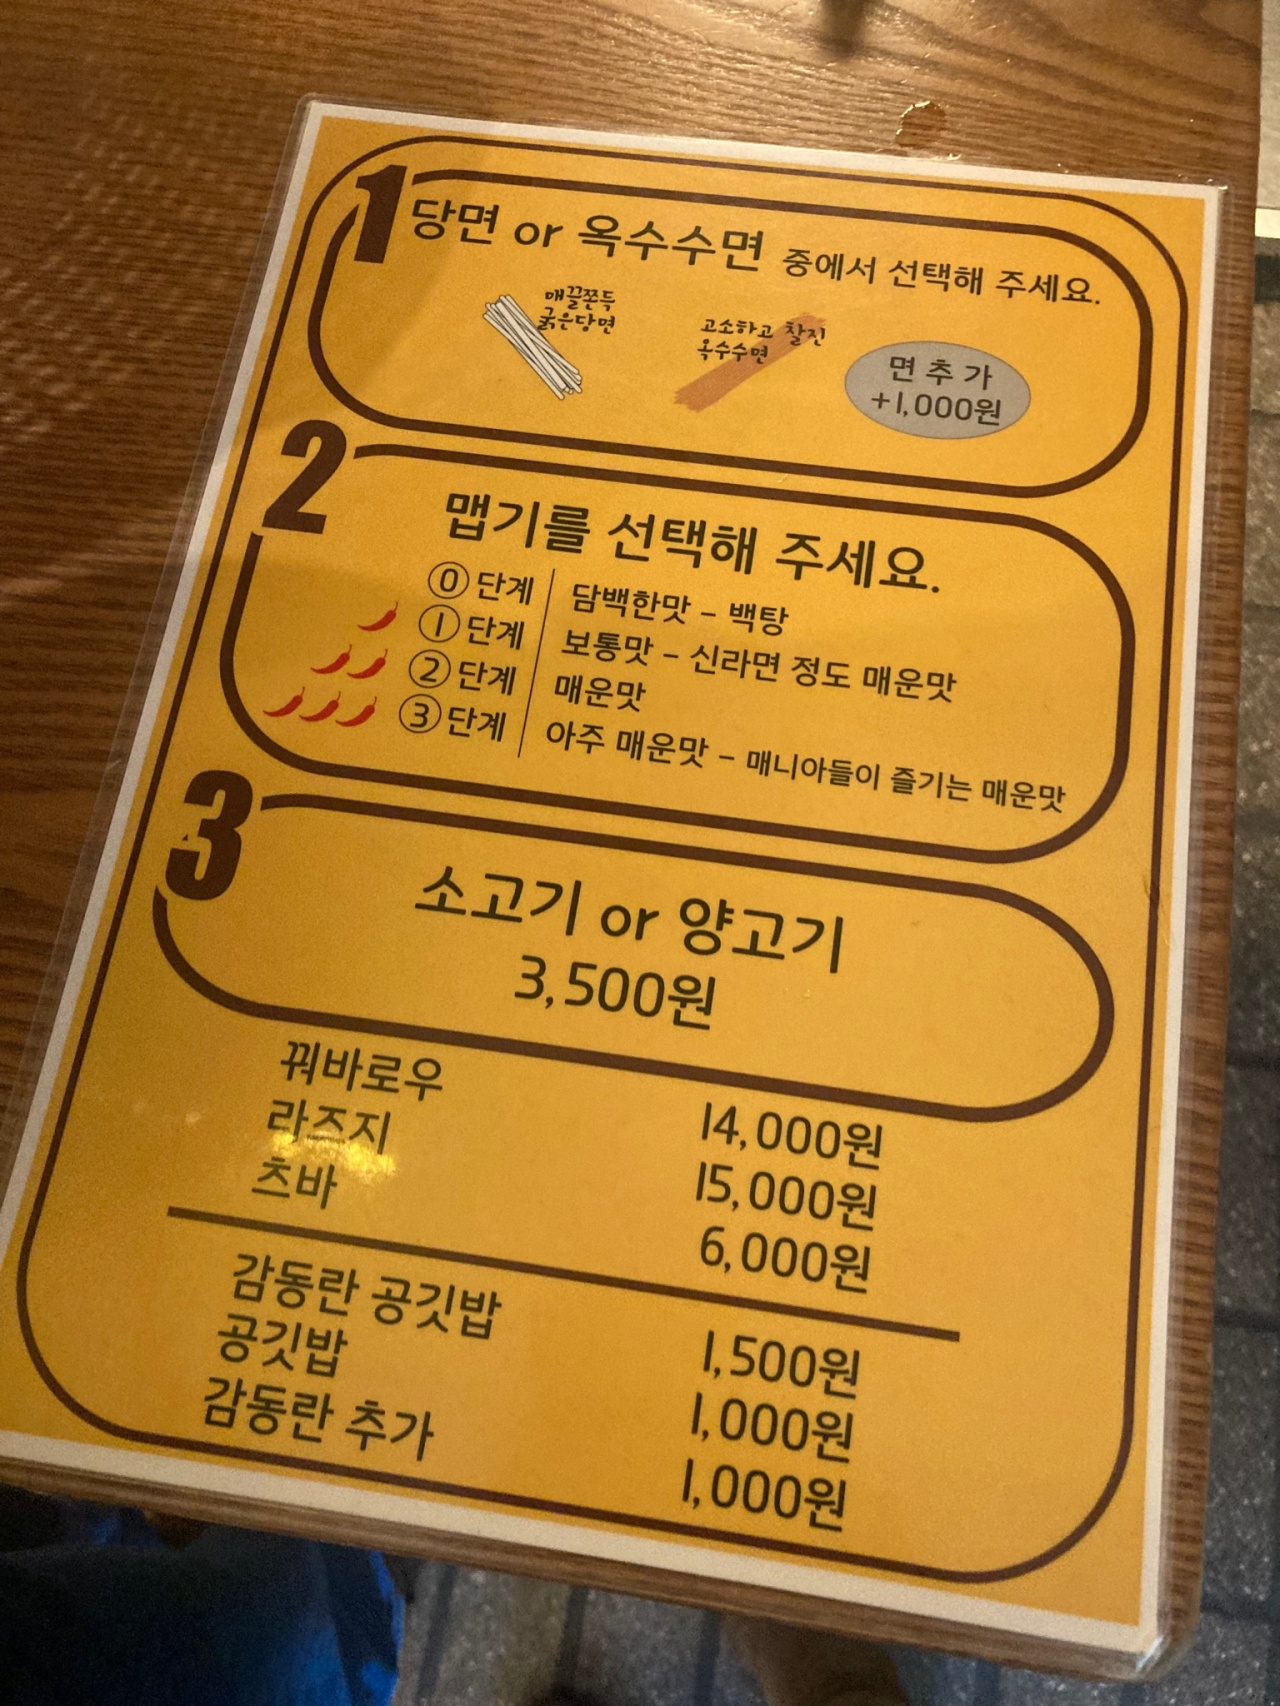 1 당면 or 옥수수면 중에서 선택해 주세요.
매끌쫀득
굵은당면
고소하고 찰진
옥수수면
면 추 가
+1,000원
2
맵기를 선택해 주세요.
⓪ 단계 담백한맛 - 백탕
① 단계 보통맛 - 신라면 정도 매운맛
② 단계 매운맛
③ 단계 아주 매운맛 - 매니아들이 즐기는 매운맛
3
소고기 or 양고기
3,500원
꿔바로우 14,000원
라즈지 15,000원
츠바 6,000원
감동란 공깃밥 1,500원
공깃밥 1,000원
감동란 추가 1,000원